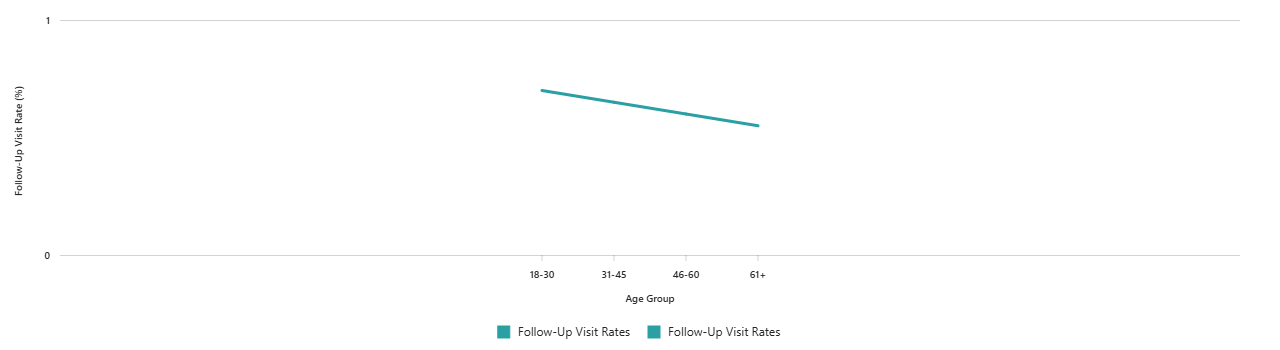 1
Follow-Up Visit Rate (%)
0
18-30 31-45 46-60 61+
Age Group
Follow-Up Visit Rates Follow-Up Visit Rates